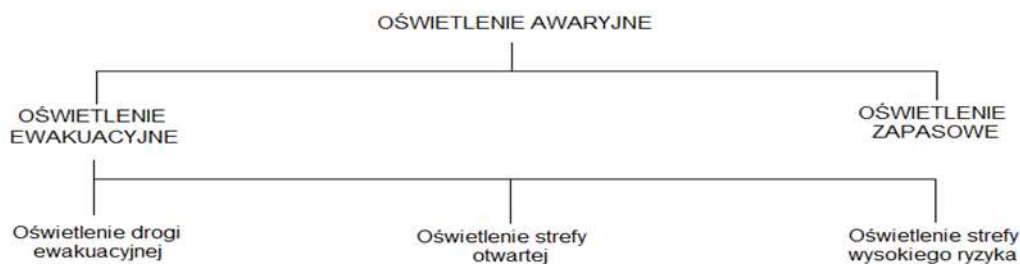 OŚWIETLENIE AWARYJNE
OŚWIETLENIE
EWAKUACYJNE
OŚWIETLENIE
ZAPASOWE
Oświetlenie drogi
ewakuacyjnej
Oświetlenie strefy
otwartej
Oświetlenie strefy
wysokiego ryzyka